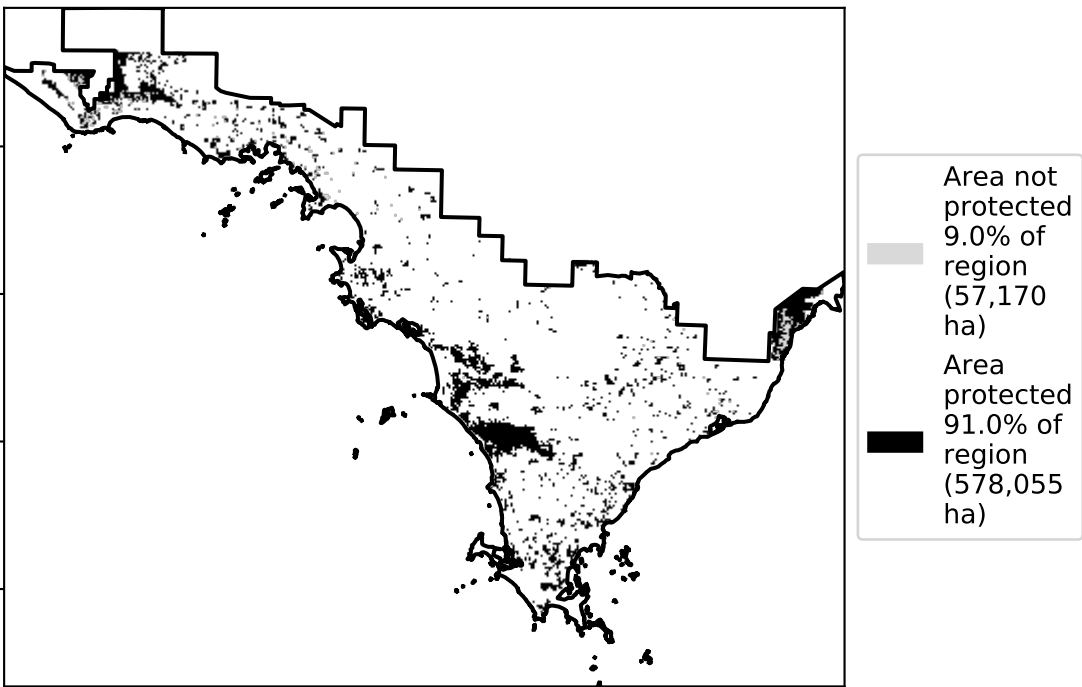 Area not
protected
9.0% of
region
(57,170
ha)
Area
protected
91.0% of
region
(578,055
ha)